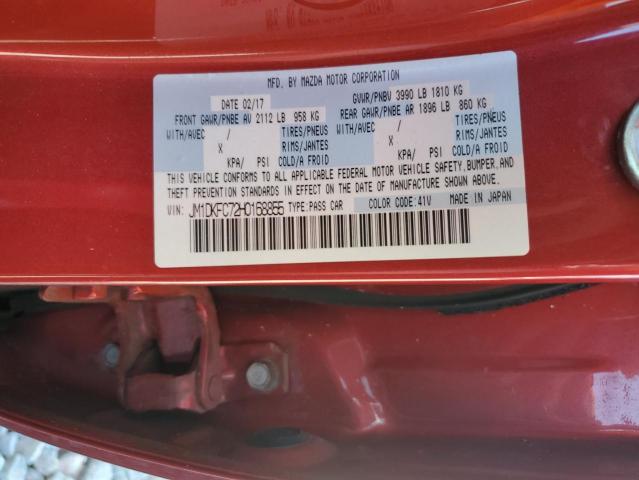 MFD. BY MAZDA MOTOR CORPORATION
DATE 02/17 GVWR/PNBV 3990 LB 1810 KG
FRONT GAWR/PNBE AV 2112 LB 958 KG REAR GAWR/PNBE AR 1896 LB 860 KG
WITH/AVEC / TIRES/PNEUS WITH/AVEC / TIRES/PNEUS
X RIMS/JANTES X RIMS/JANTES
KPA/ PSI COLD/A FROID KPA/ PSI COLD/A FROID
THIS VEHICLE CONFORMS TO ALL APPLICABLE FEDERAL MOTOR VEHICLE SAFETY, BUMPER, AND
THEFT PREVENTION STANDARDS IN EFFECT ON THE DATE OF MANUFACTURE SHOWN ABOVE.
VIN: JM1DKFC72H0168855 TYPE: PASS CAR COLOR CODE: 41V MADE IN JAPAN